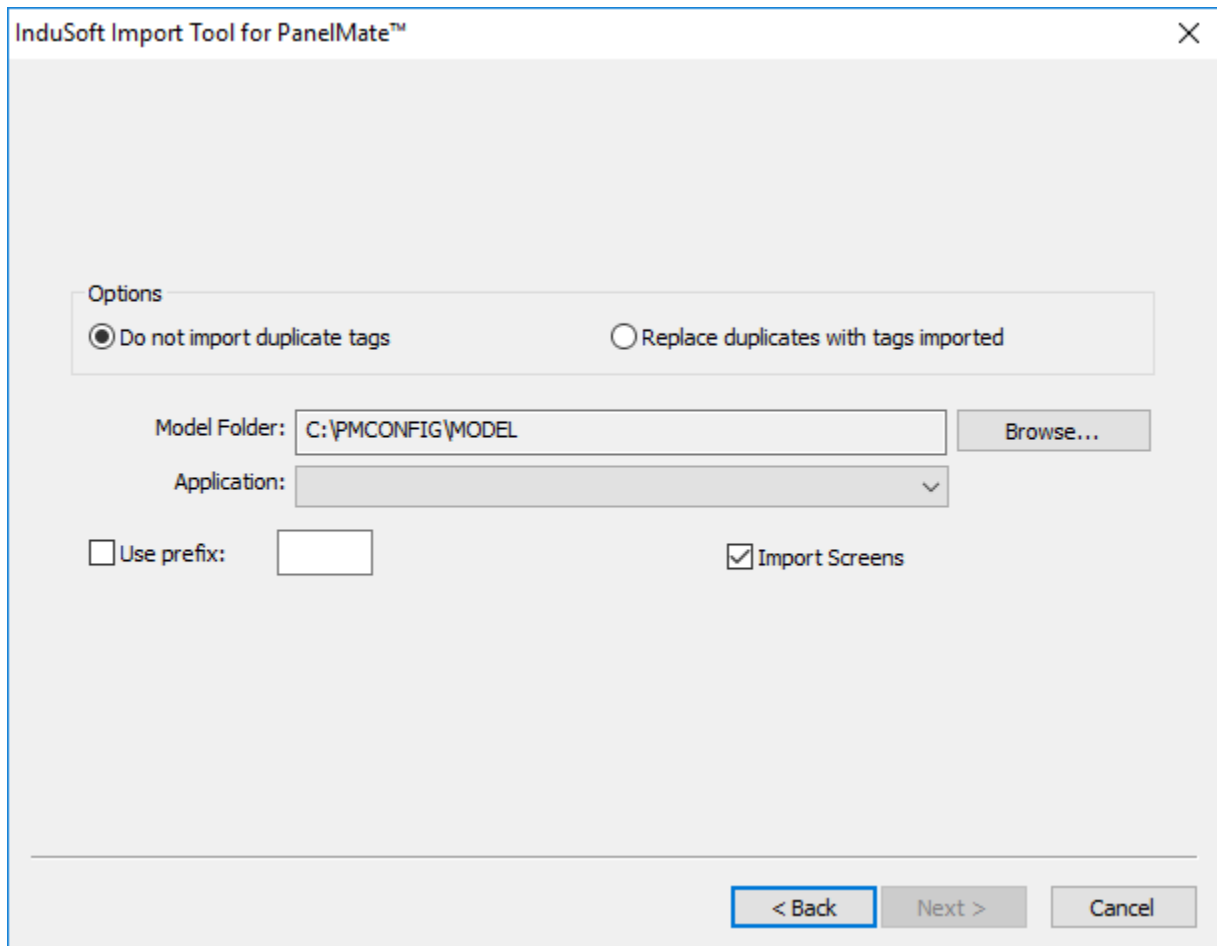 InduSoft Import Tool for PanelMate™
Options
Do not import duplicate tags
Replace duplicates with tags imported
Model Folder: C:\PMCONFIG\MODEL Browse...
Application:
Use prefix:
Import Screens
< Back Next > Cancel